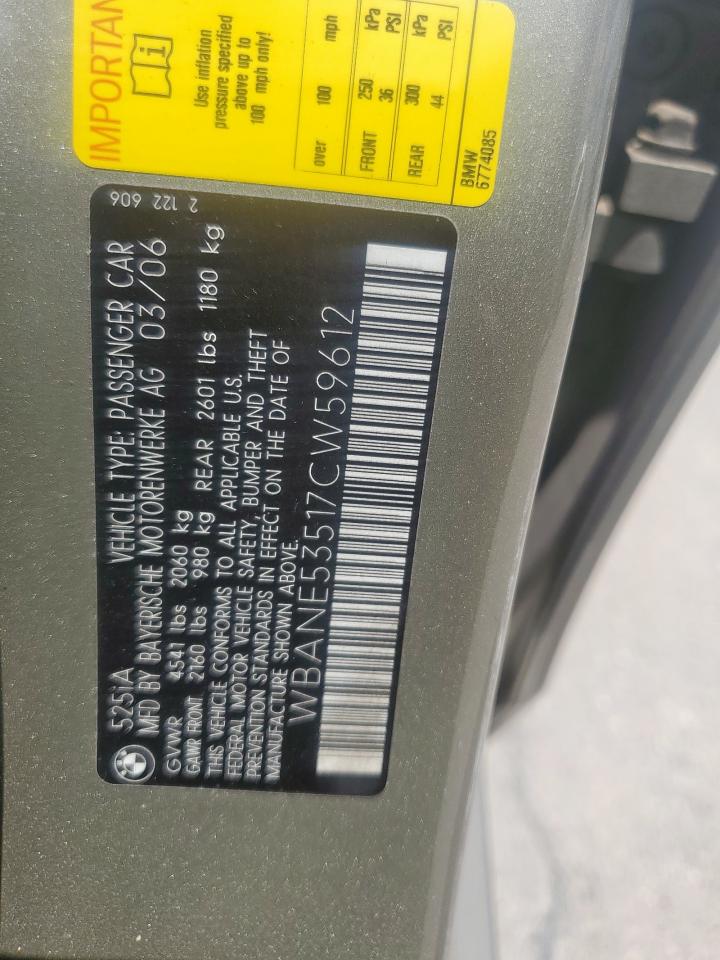 BMW
525iA VEHICLE TYPE: PASSENGER CAR
MFD BY BAYERISCHE MOTORENWERKE AG 03/06
GVWR 4541 lbs 2060 kg
GAWR FRONT 2160 lbs 980 kg REAR 2601 lbs 1180 kg
THIS VEHICLE CONFORMS TO ALL APPLICABLE U.S.
FEDERAL MOTOR VEHICLE SAFETY, BUMPER AND THEFT
PREVENTION STANDARDS IN EFFECT ON THE DATE OF
MANUFACTURE SHOWN ABOVE.
WBANE53517CW59612
2 122 606
IMPORTAN
i
Use inflation
pressure specified
above up to
100 mph only!
over 100 mph
FRONT 250 kPa
36 PSI
REAR 300 kPa
44 PSI
BMW
6774085